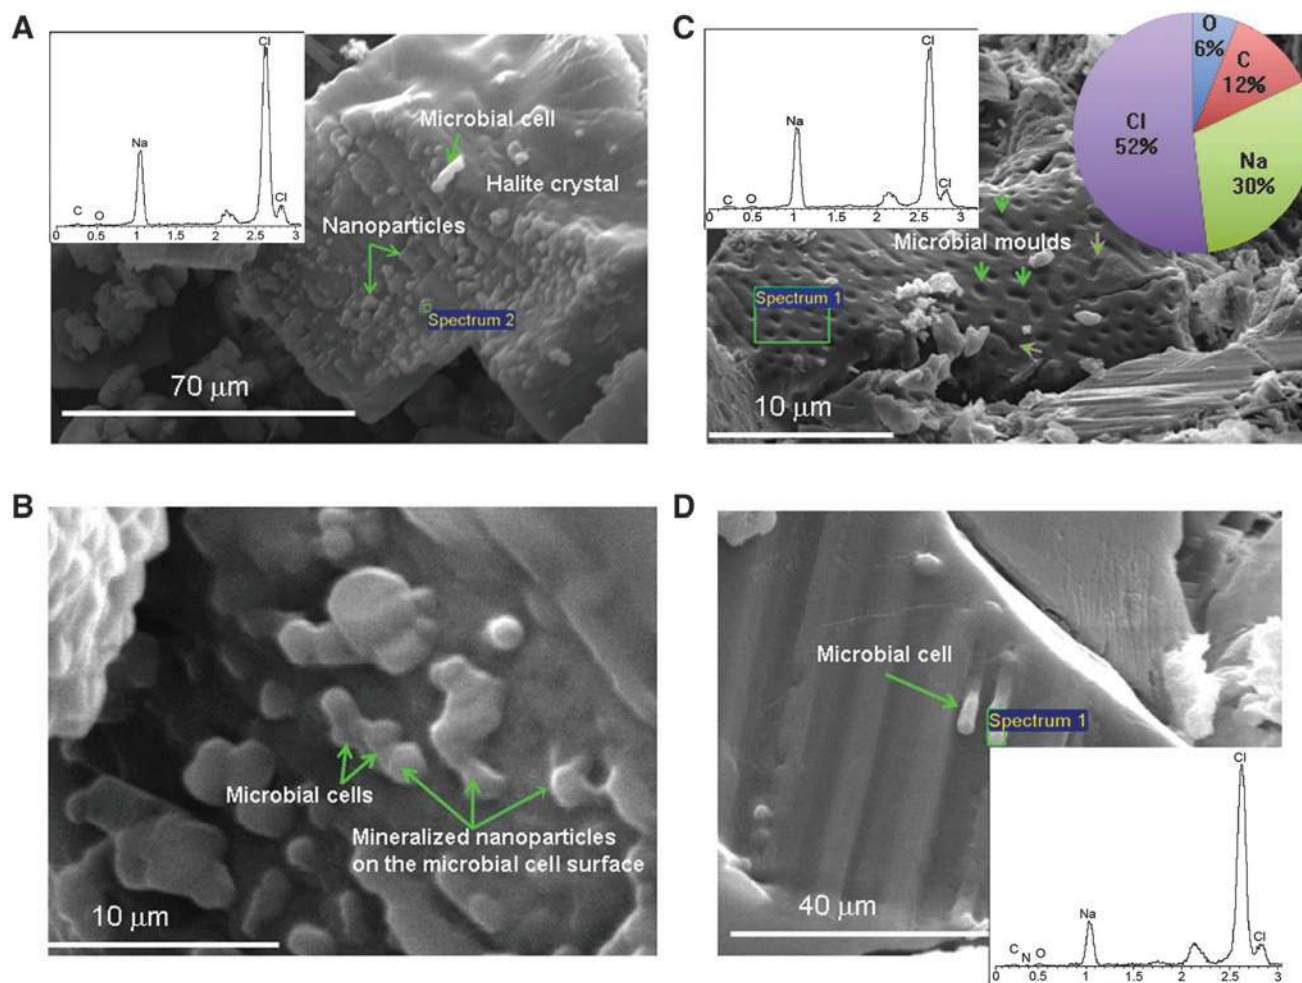 A
Cl
Na
Cl
C
O
0 0.5 1 1.5 2 2.5 3
Microbial cell
Halite crystal
Nanoparticles
Spectrum 2
70 μm
C
Cl
Na
Cl
C
O
0 0.5 1 1.5 2 2.5 3
O
6%
C
12%
Cl
52%
Na
30%
Microbial moulds
Spectrum 1
10 μm
B
Microbial cells
Mineralized nanoparticles
on the microbial cell surface
10 μm
D
Microbial cell
Spectrum 1
40 μm
Cl
Na
Cl
C
N
O
0 0.5 1 1.5 2 2.5 3